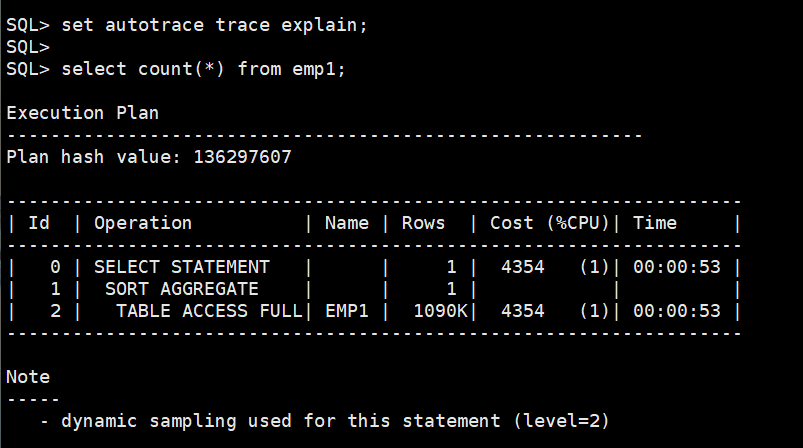 SQL> set autotrace trace explain;
SQL>
SQL> select count(*) from emp1;
Execution Plan
----------------------------------------------------------
Plan hash value: 136297607
-------------------------------------------------------------------
| Id  | Operation          | Name | Rows  | Cost (%CPU)| Time     |
-------------------------------------------------------------------
|   0 | SELECT STATEMENT   |      |     1 |  4354   (1)| 00:00:53 |
|   1 |  SORT AGGREGATE    |      |     1 |            |          |
|   2 |   TABLE ACCESS FULL| EMP1 |  1090K|  4354   (1)| 00:00:53 |
-------------------------------------------------------------------
Note
-----
   - dynamic sampling used for this statement (level=2)